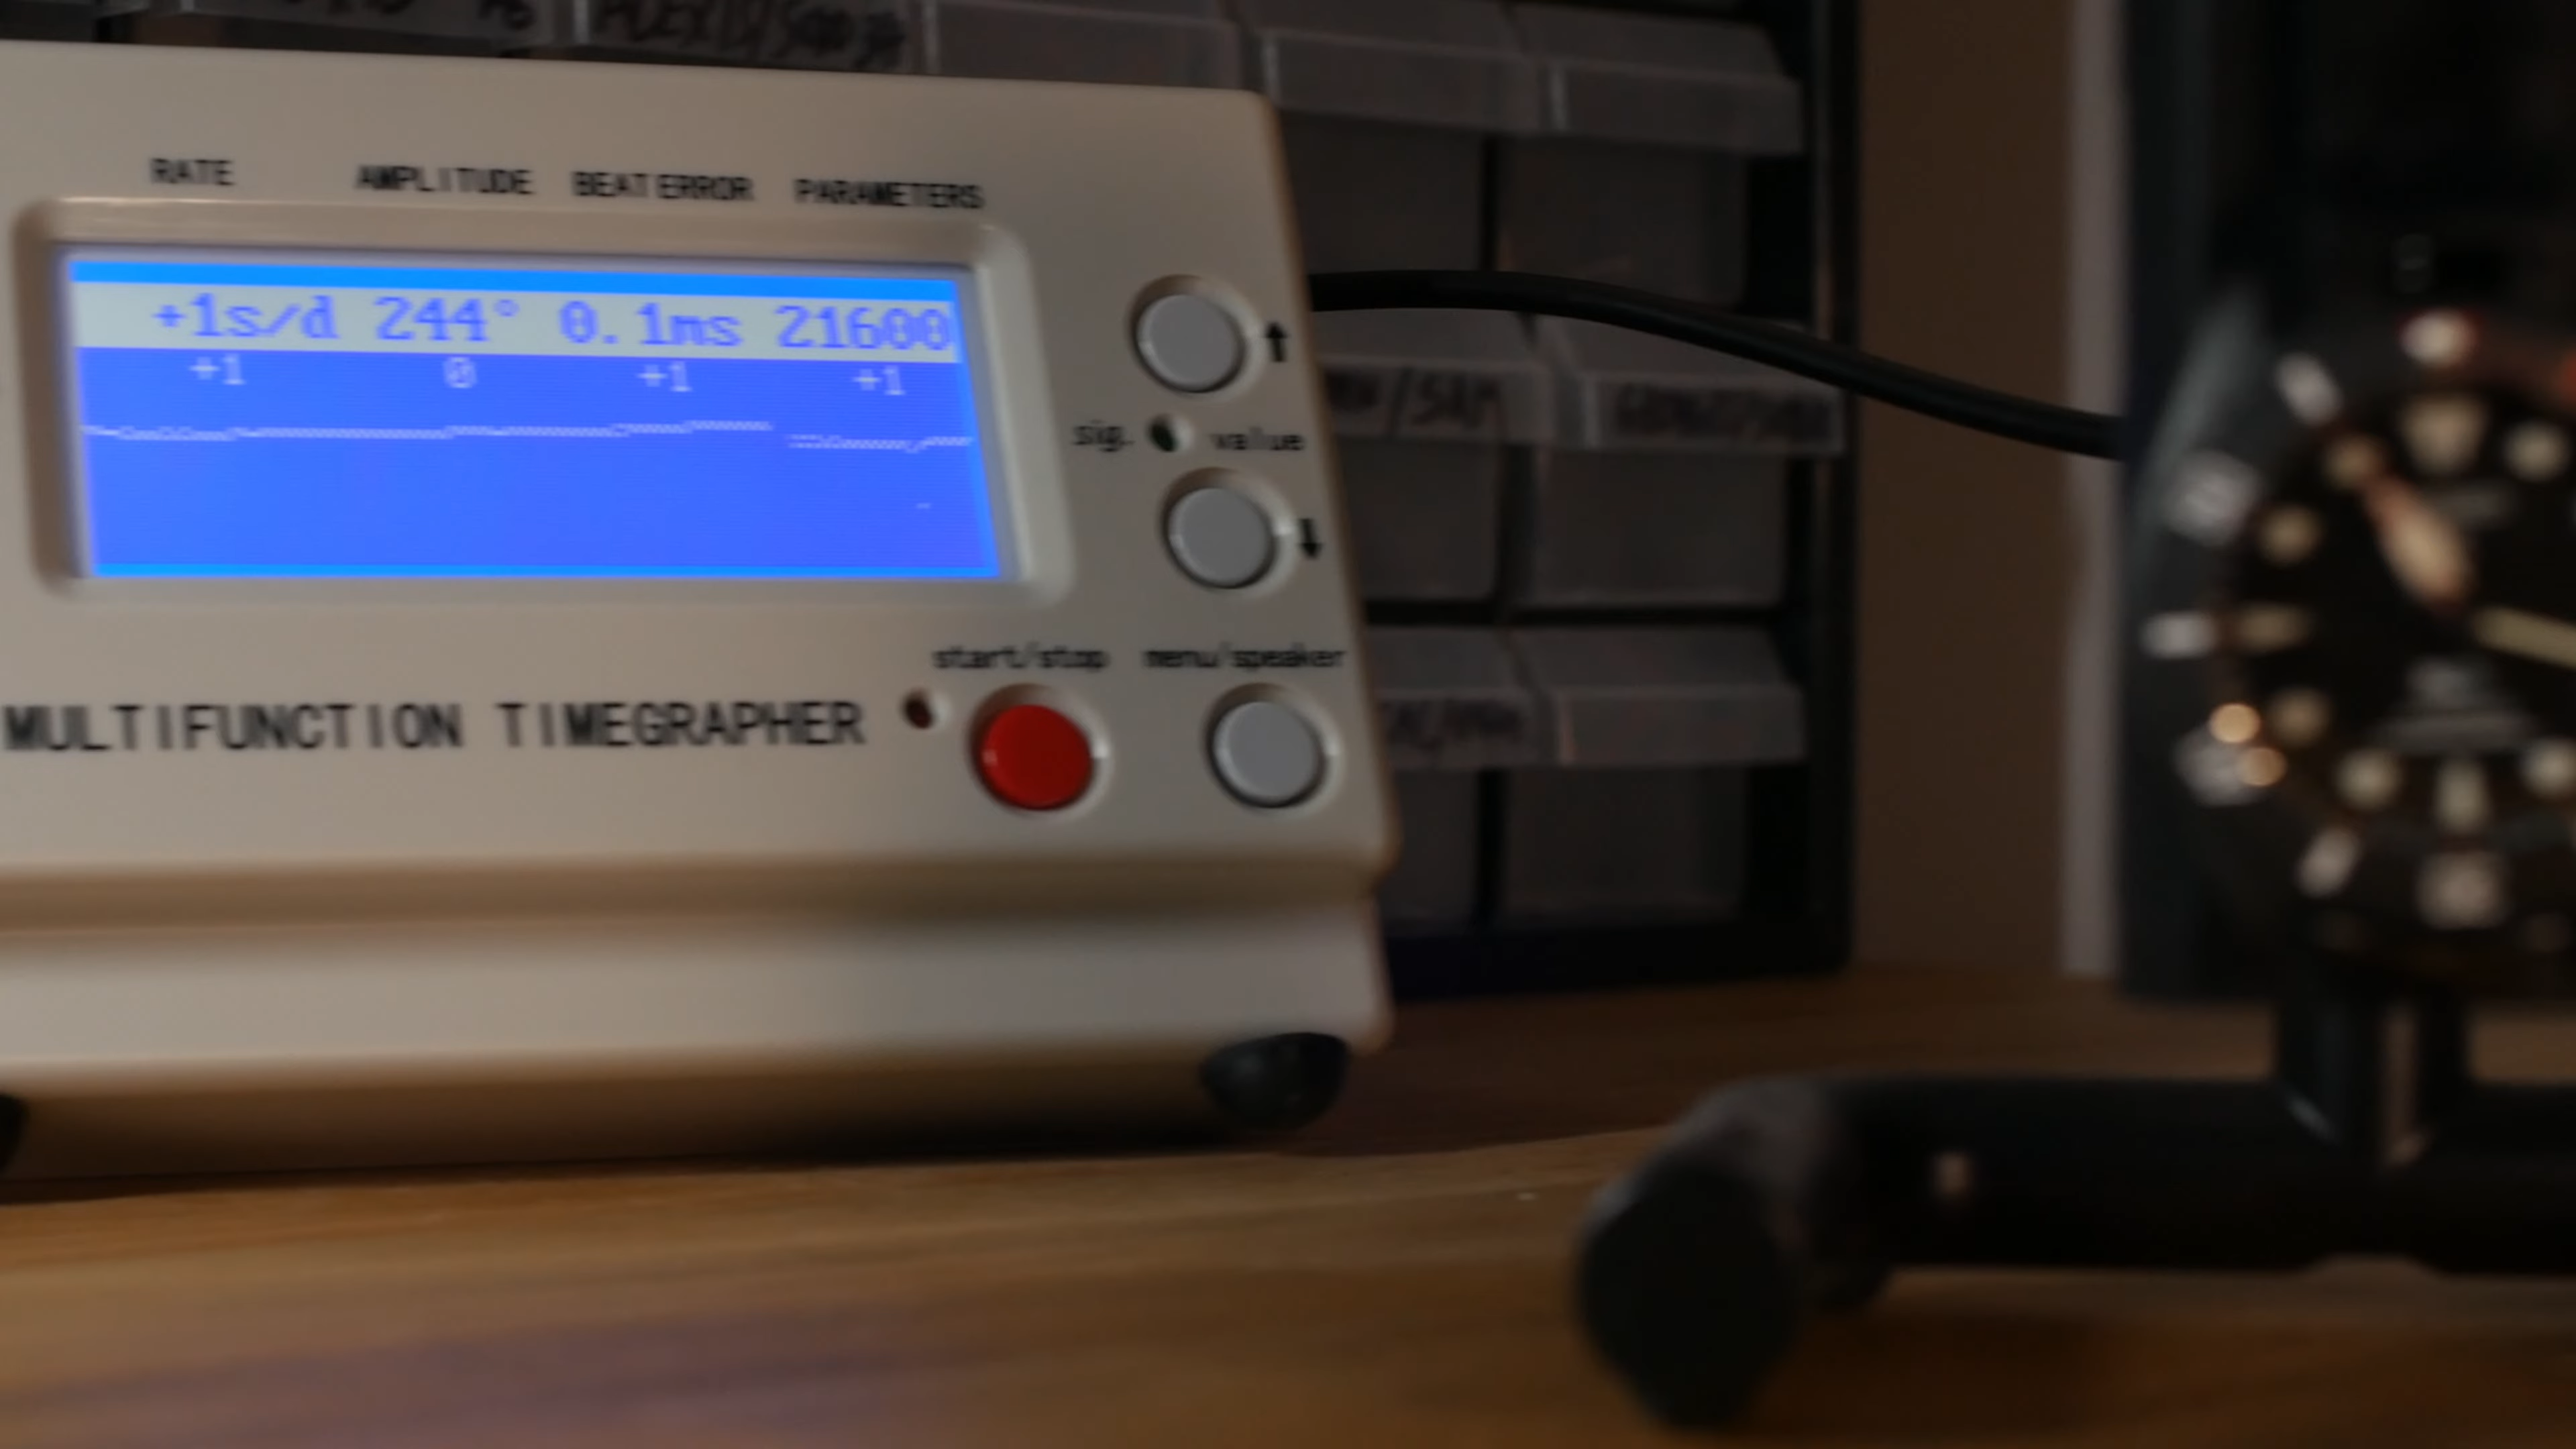 RATE AMPLITUDE BEAT ERROR PARAMETERS
+1s/d 244° 0.1ms 21600
+1 0 +1 +1
sig. value
start/stop menu/speaker
MULTIFUNCTION TIMEGRAPHER